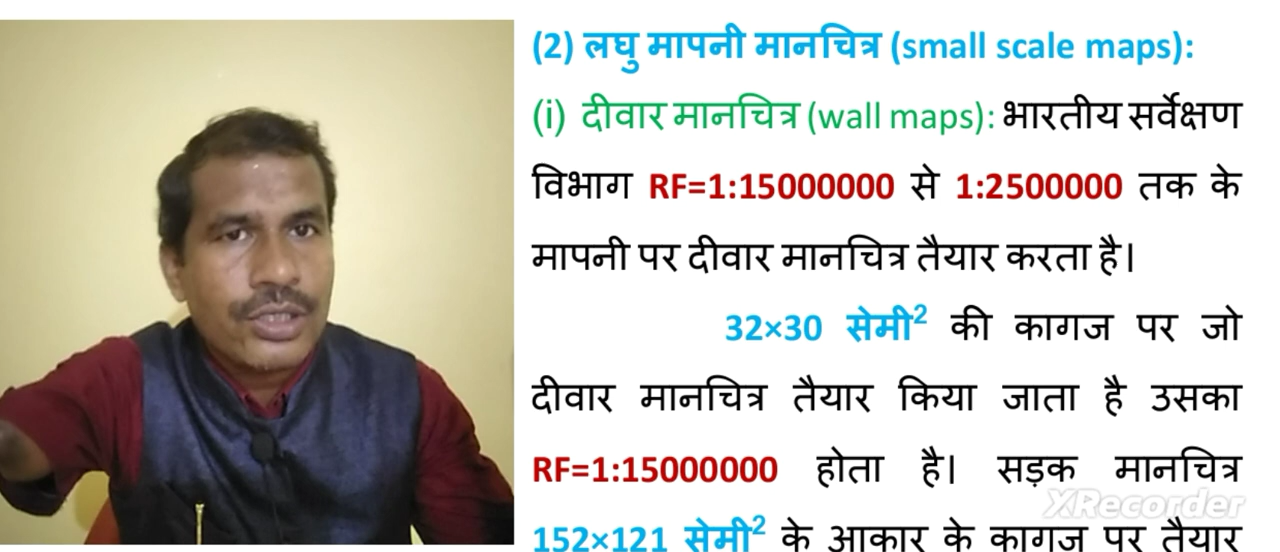 (2) लघु मापनी मानचित्र (small scale maps):
(i) दीवार मानचित्र (wall maps): भारतीय सर्वेक्षण
विभाग RF=1:15000000 से 1:2500000 तक के
मापनी पर दीवार मानचित्र तैयार करता है।
32×30 सेमी² की कागज पर जो
दीवार मानचित्र तैयार किया जाता है उसका
RF=1:15000000 होता है। सड़क मानचित्र
XRecorder
152×121 सेमी² के आकार के कागज पर तैयार